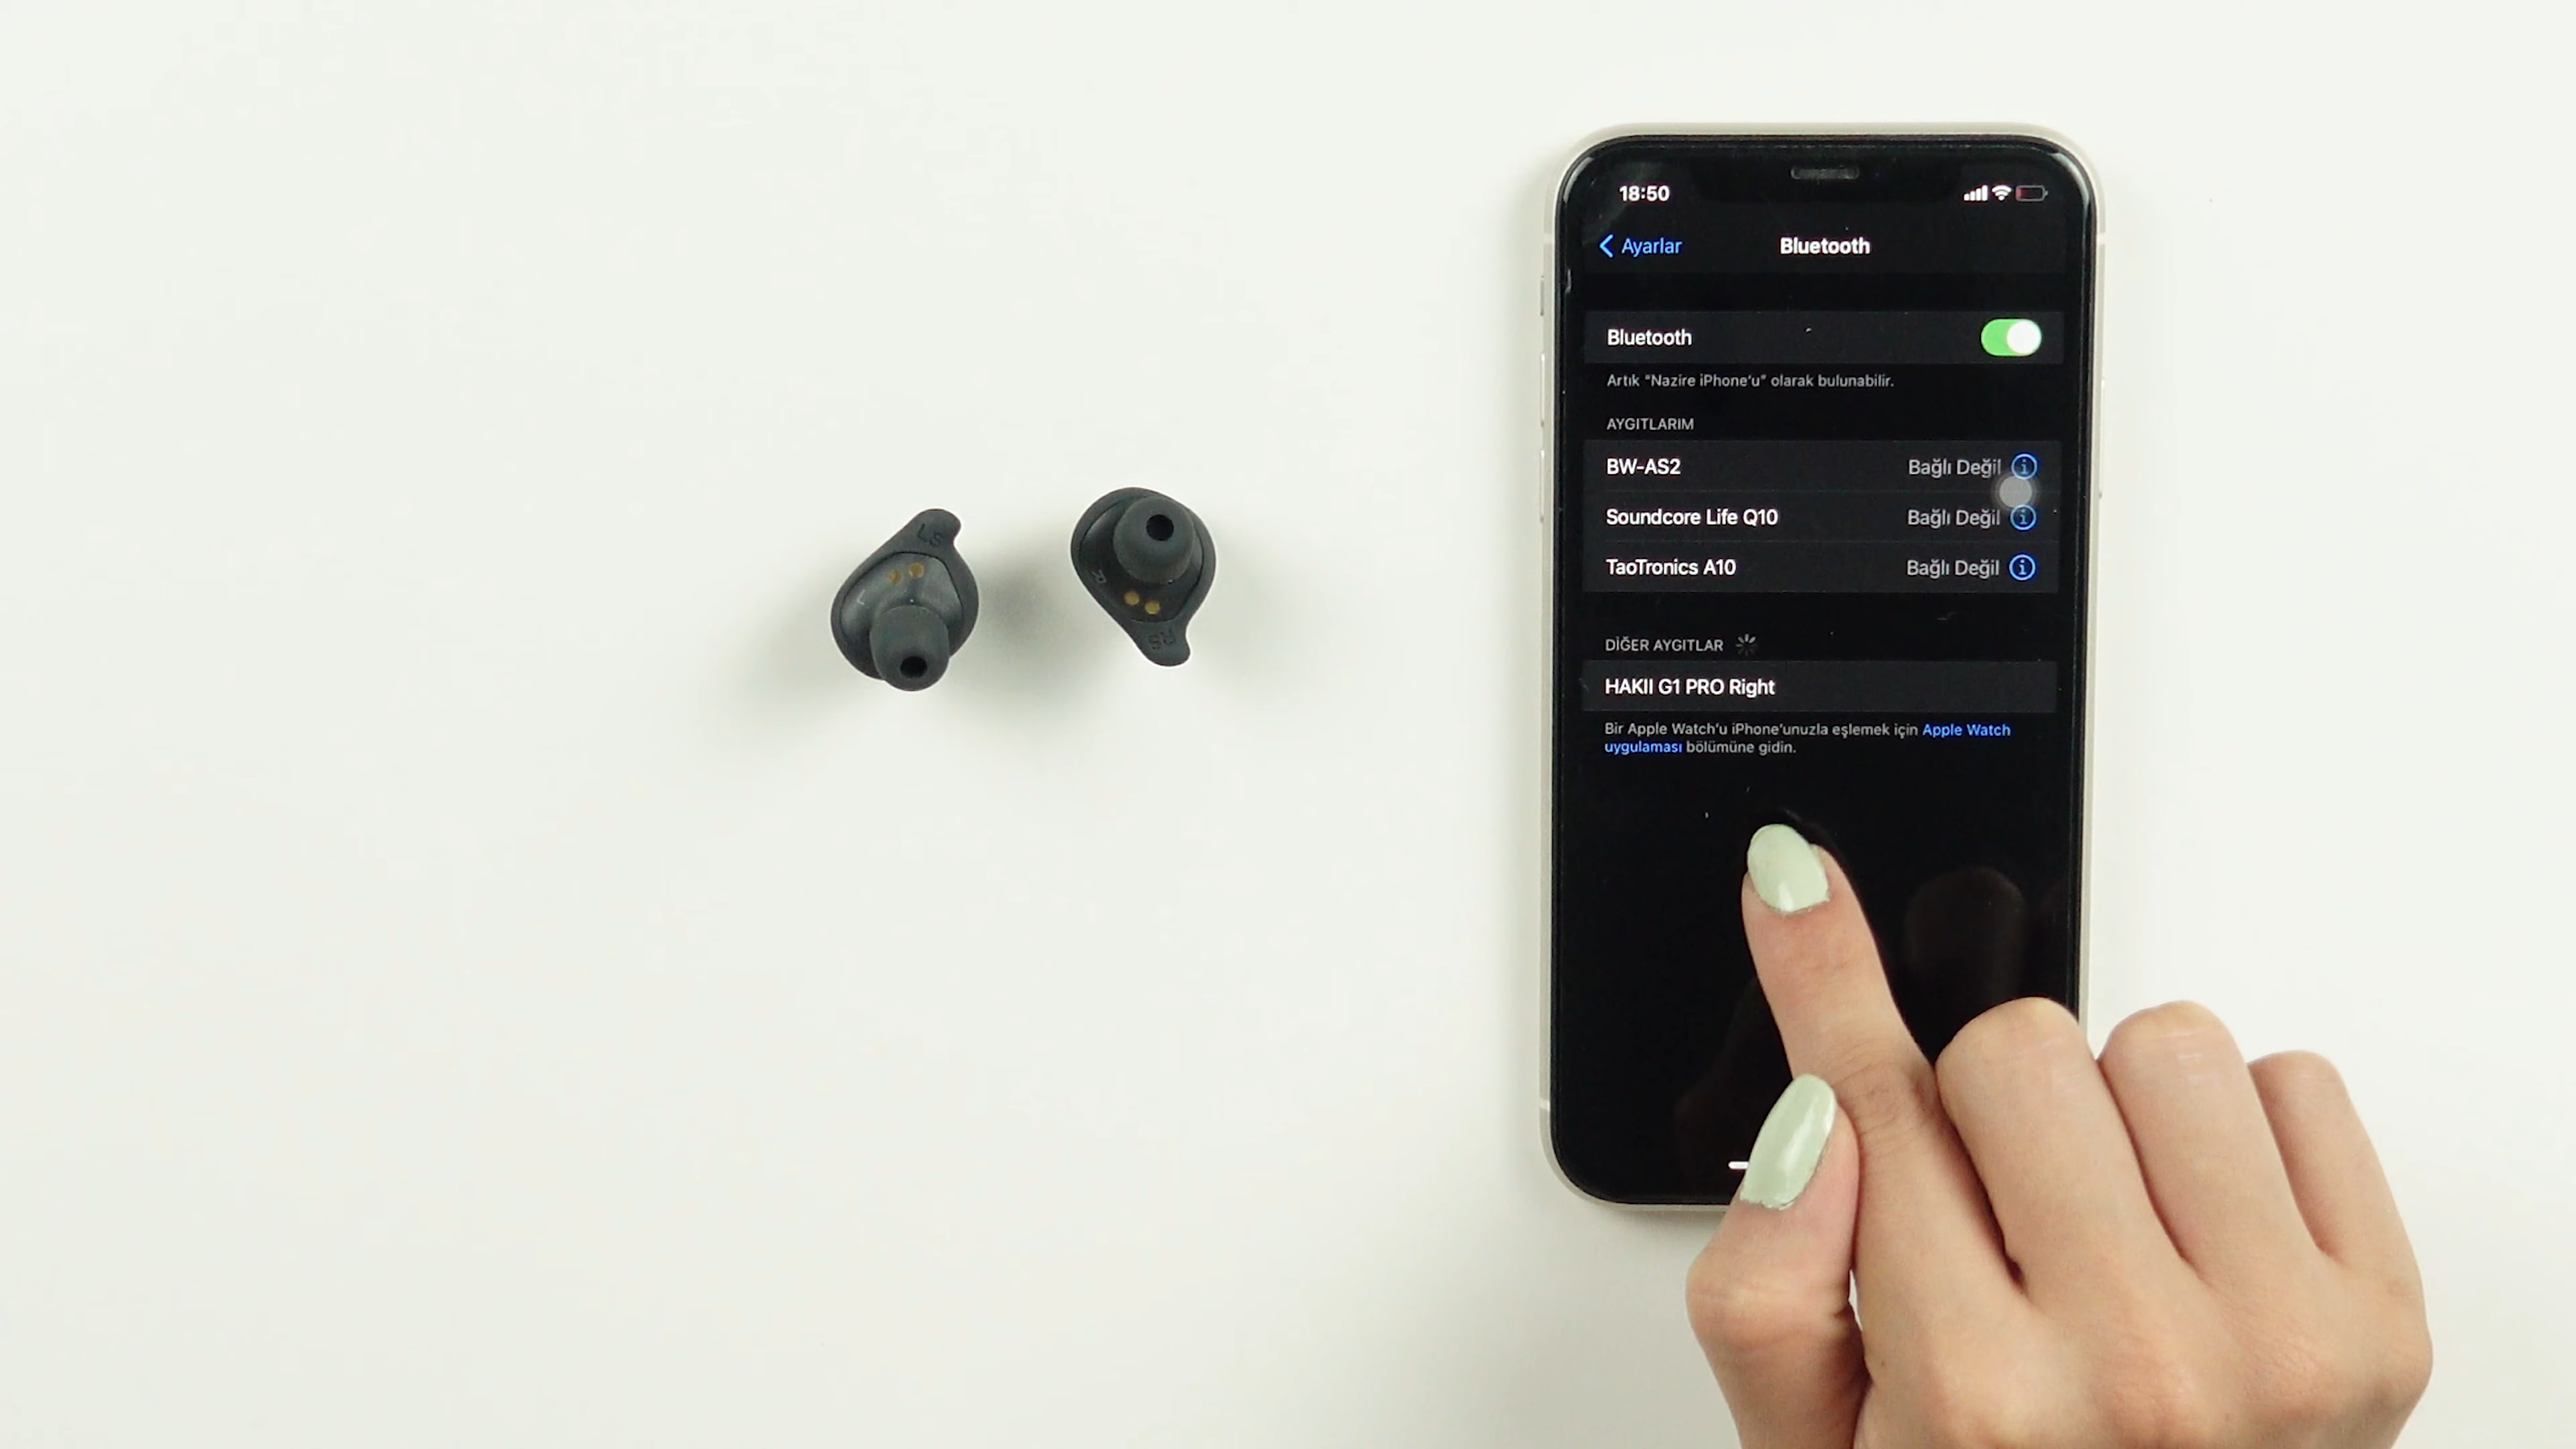 18:50
Ayarlar
Bluetooth
Bluetooth
Artık "Nazire iPhone'u" olarak bulunabilir.
AYGITLARIM
BW-AS2 Bağlı Değil
Soundcore Life Q10 Bağlı Değil
TaoTronics A10 Bağlı Değil
DİĞER AYGITLAR
HAKII G1 PRO Right
Bir Apple Watch'u iPhone'unuzla eşlemek için Apple Watch
uygulaması bölümüne gidin.
LS
L
R
RS